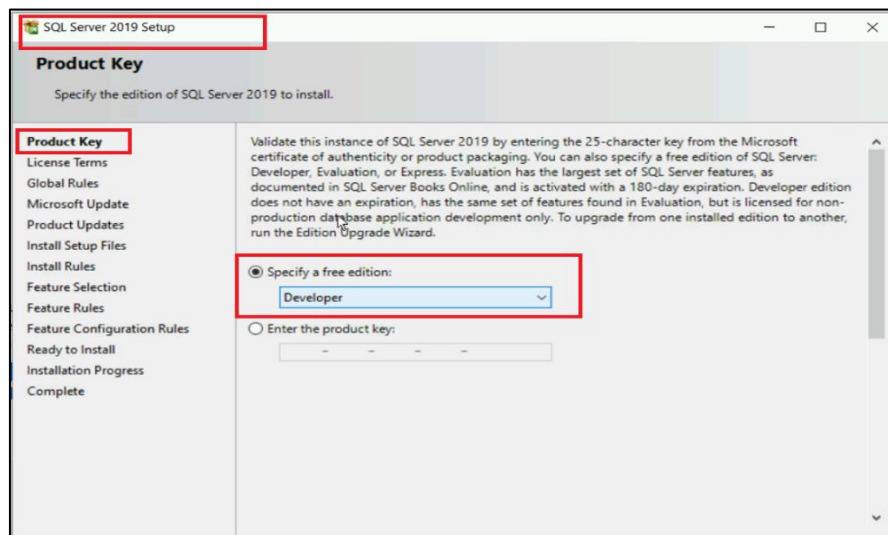 SQL Server 2019 Setup
Product Key
Specify the edition of SQL Server 2019 to install.
Product Key
License Terms
Global Rules
Microsoft Update
Product Updates
Install Setup Files
Install Rules
Feature Selection
Feature Rules
Feature Configuration Rules
Ready to Install
Installation Progress
Complete
Validate this instance of SQL Server 2019 by entering the 25-character key from the Microsoft
certificate of authenticity or product packaging. You can also specify a free edition of SQL Server:
Developer, Evaluation, or Express. Evaluation has the largest set of SQL Server features, as
documented in SQL Server Books Online, and is activated with a 180-day expiration. Developer edition
does not have an expiration, has the same set of features found in Evaluation, but is licensed for non-
production database application development only. To upgrade from one installed edition to another,
run the Edition Upgrade Wizard.
Specify a free edition:
Developer
Enter the product key:
- - - -